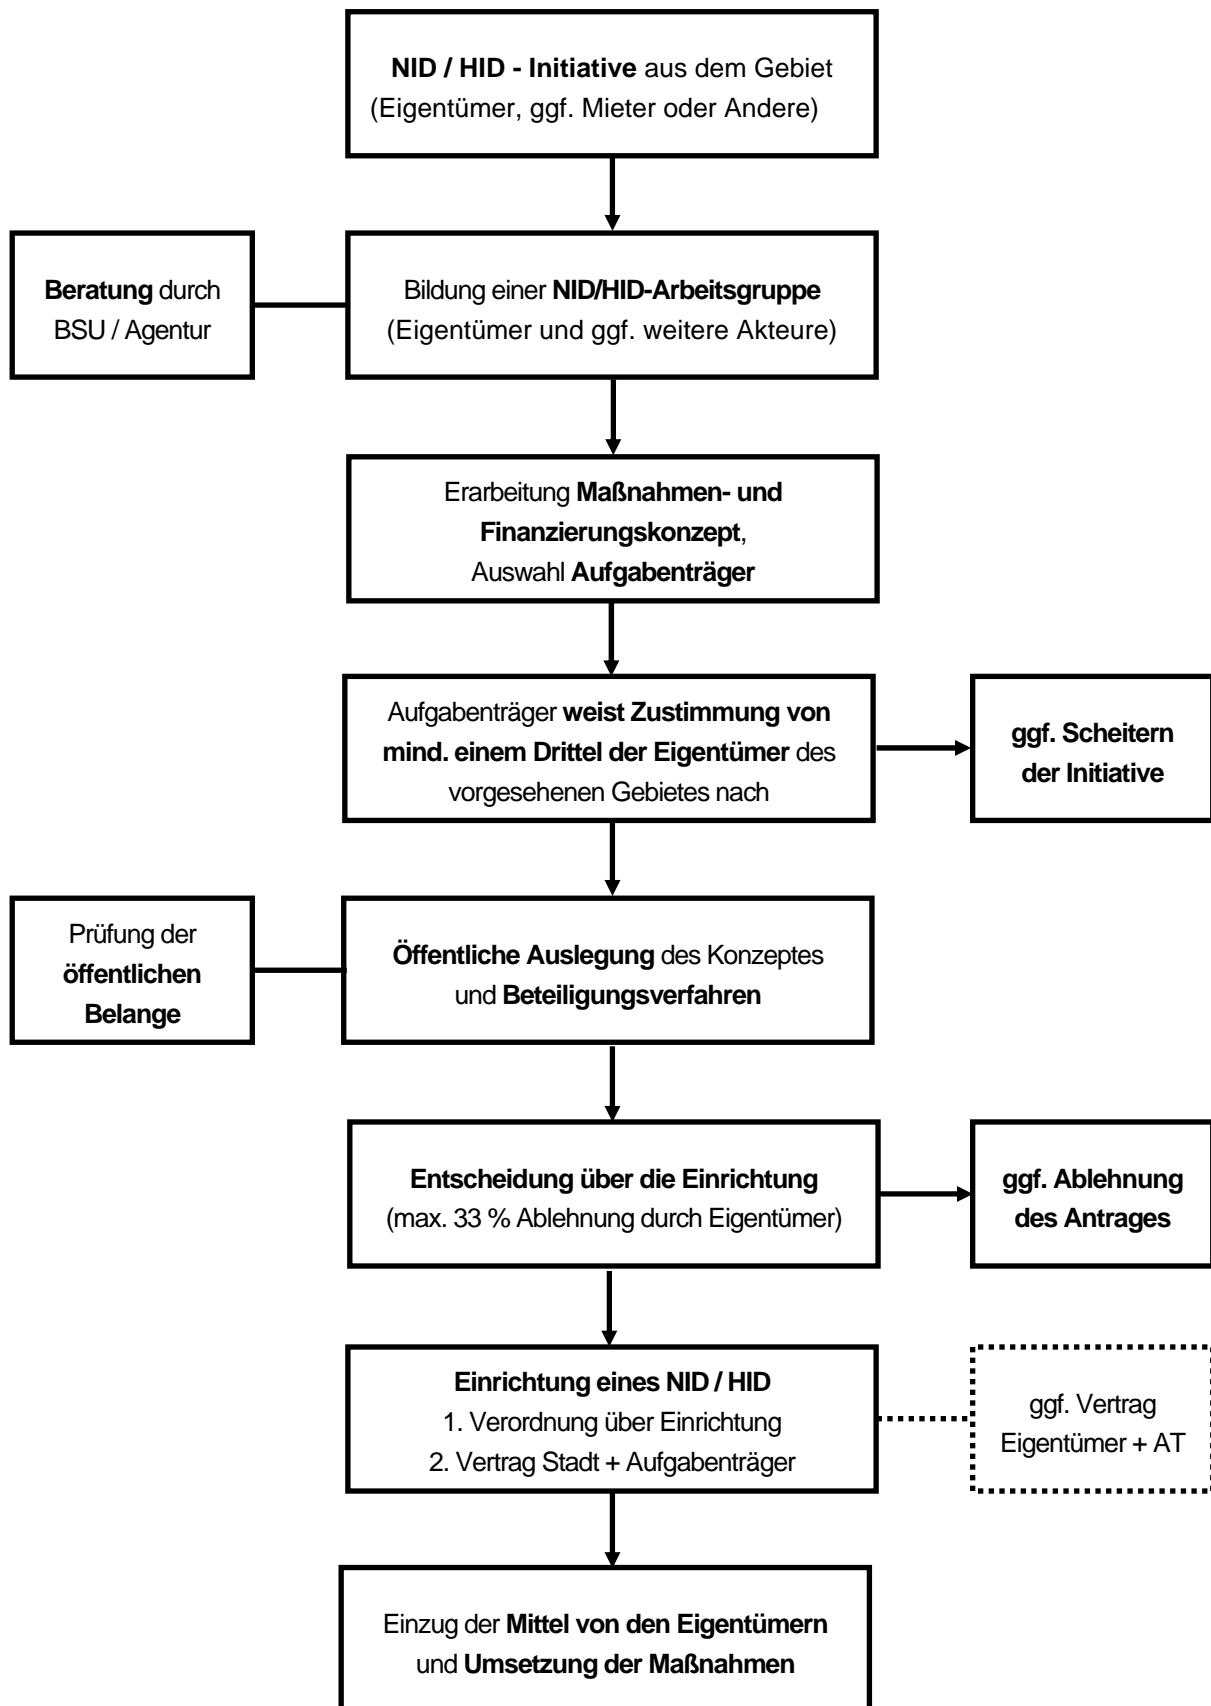 NID / HID - Initiative aus dem Gebiet
(Eigentümer, ggf. Mieter oder Andere)
Beratung durch
BSU / Agentur
Bildung einer NID/HID-Arbeitsgruppe
(Eigentümer und ggf. weitere Akteure)
Erarbeitung Maßnahmen- und
Finanzierungskonzept,
Auswahl Aufgabenträger
Aufgabenträger weist Zustimmung von
mind. einem Drittel der Eigentümer des
vorgesehenen Gebietes nach
ggf. Scheitern
der Initiative
Prüfung der
öffentlichen
Belange
Öffentliche Auslegung des Konzeptes
und Beteiligungsverfahren
Entscheidung über die Einrichtung
(max. 33 % Ablehnung durch Eigentümer)
ggf. Ablehnung
des Antrages
Einrichtung eines NID / HID
1. Verordnung über Einrichtung
2. Vertrag Stadt + Aufgabenträger
ggf. Vertrag
Eigentümer + AT
Einzug der Mittel von den Eigentümern
und Umsetzung der Maßnahmen